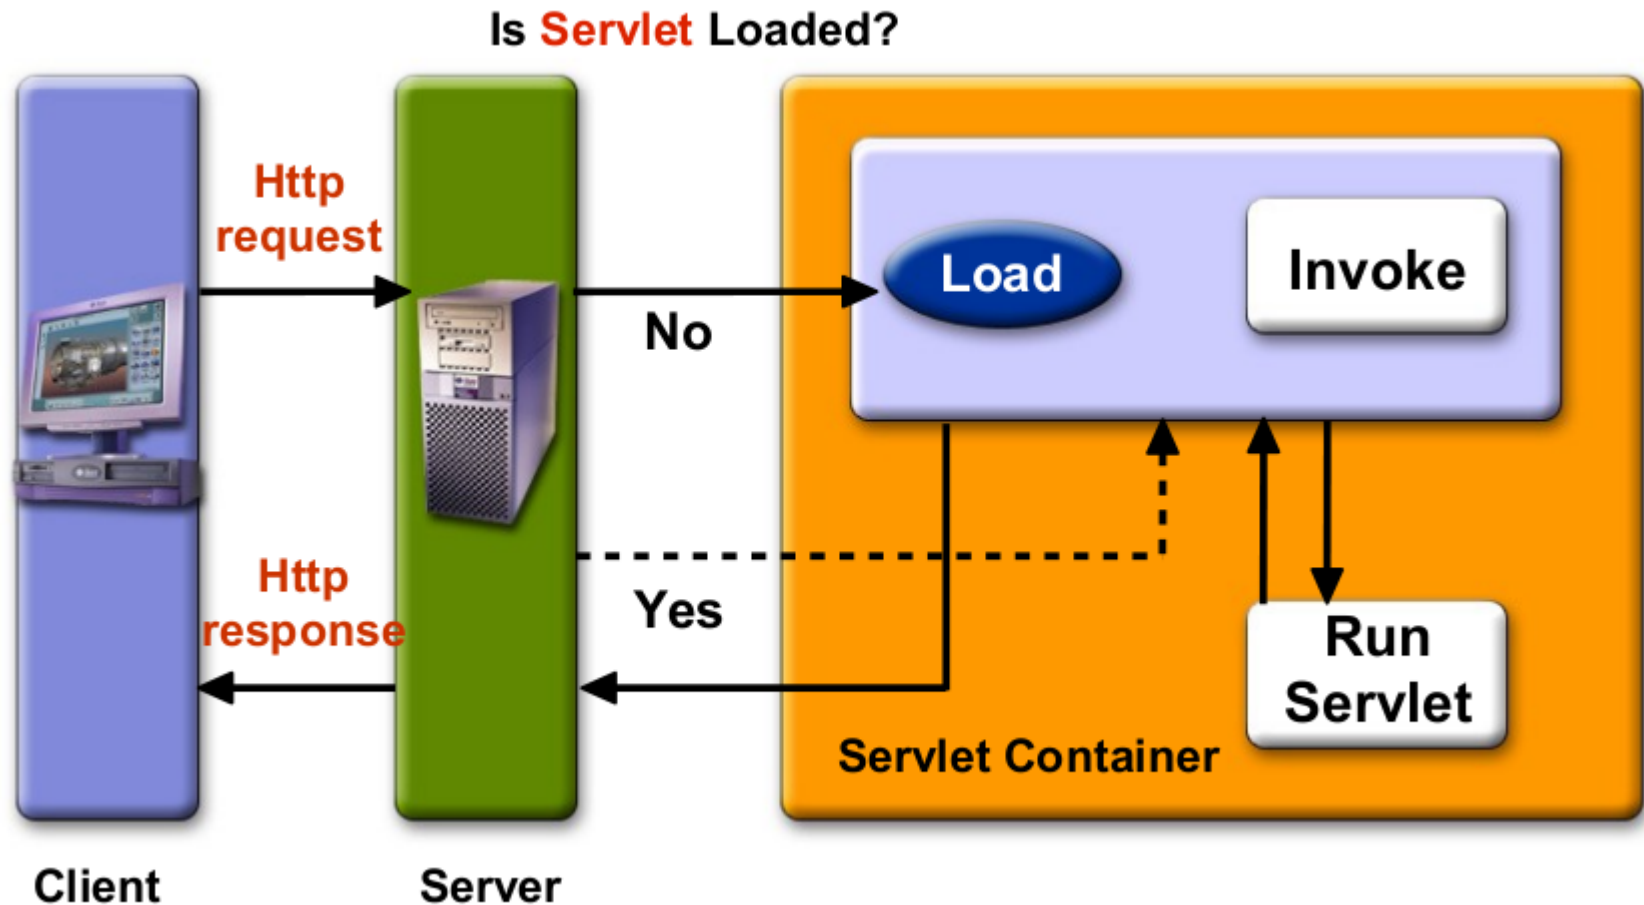 Is Servlet Loaded?
Http
request
No
Load
Invoke
Http
response
Yes
Run
Servlet
Servlet Container
Client
Server